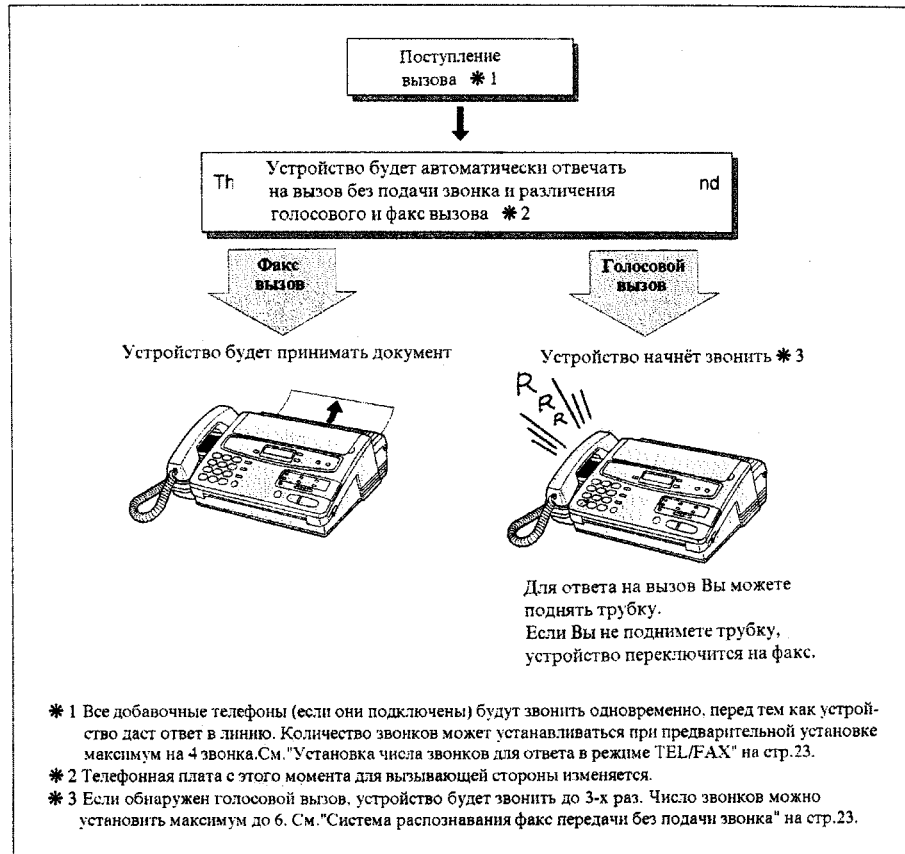 Поступление
вызова ✱ 1
Th Устройство будет автоматически отвечать
на вызов без подачи звонка и различения nd
голосового и факс вызова ✱ 2
Факс
вызов
Голосовой
вызов
Устройство будет принимать документ
Устройство начнёт звонить ✱ 3
R
R
R
Для ответа на вызов Вы можете
поднять трубку.
Если Вы не поднимете трубку,
устройство переключится на факс.
✱ 1 Все добавочные телефоны (если они подключены) будут звонить одновременно, перед тем как устрой-
ство даст ответ в линию. Количество звонков может устанавливаться при предварительной установке
максимум на 4 звонка.См."Установка числа звонков для ответа в режиме TEL/FAX" на стр.23.
✱ 2 Телефонная плата с этого момента для вызывающей стороны изменяется.
✱ 3 Если обнаружен голосовой вызов, устройство будет звонить до 3-х раз. Число звонков можно
установить максимум до 6. См."Система распознавания факс передачи без подачи звонка" на стр.23.